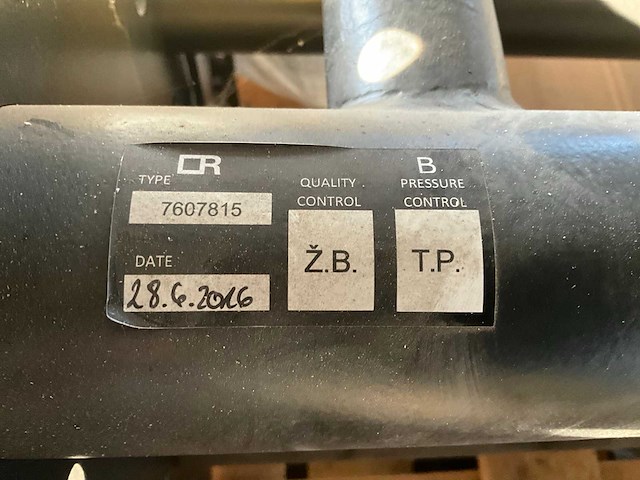 CR
TYPE
7607815
DATE
28.6.2016
QUALITY
CONTROL
Ž.B.
B
PRESSURE
CONTROL
T.P.